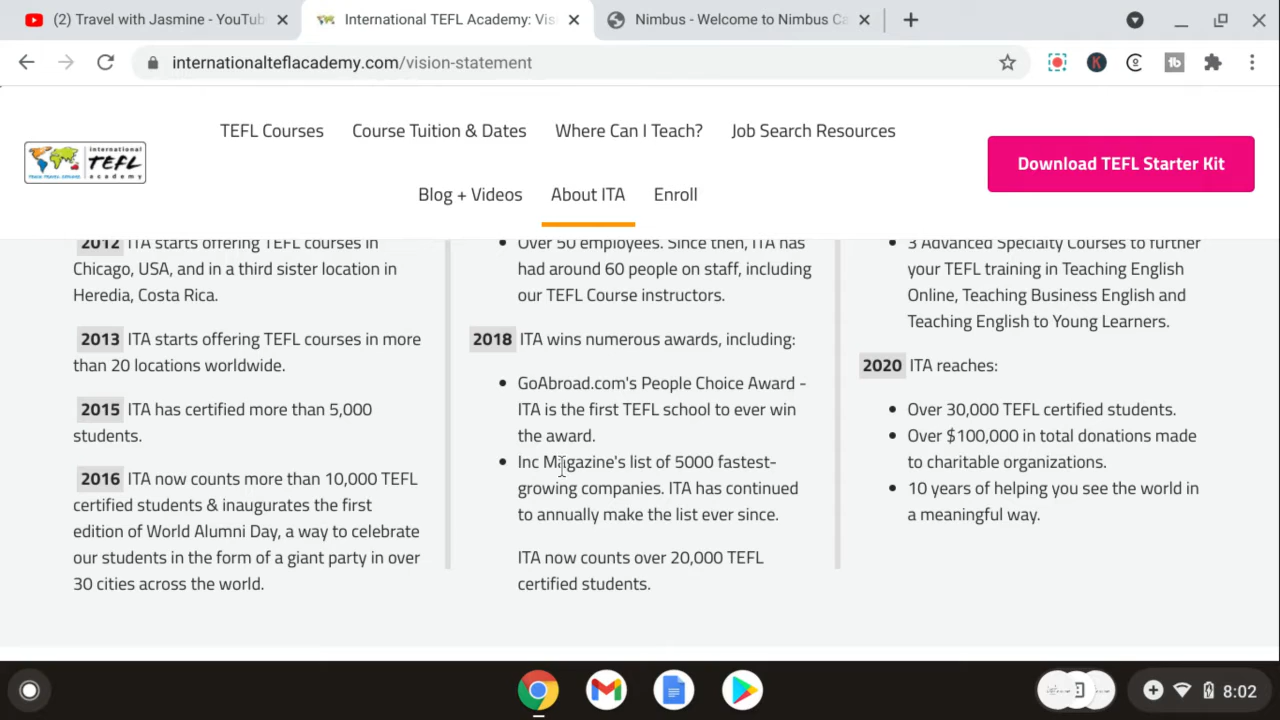 (2) Travel with Jasmine - YouTub
International TEFL Academy: Vis
Nimbus - Welcome to Nimbus Ca
internationalteflacademy.com/vision-statement
TEFL Courses
Course Tuition & Dates
Where Can I Teach?
Job Search Resources
Download TEFL Starter Kit
international
TEFL
academy
Blog + Videos
About ITA
Enroll
2012 ITA starts offering TEFL courses in
Chicago, USA, and in a third sister location in
Heredia, Costa Rica.
2013 ITA starts offering TEFL courses in more
than 20 locations worldwide.
2015 ITA has certified more than 5,000
students.
2016 ITA now counts more than 10,000 TEFL
certified students & inaugurates the first
edition of World Alumni Day, a way to celebrate
our students in the form of a giant party in over
30 cities across the world.
Over 50 employees. Since then, ITA has
had around 60 people on staff, including
our TEFL Course instructors.
2018 ITA wins numerous awards, including:
GoAbroad.com's People Choice Award -
ITA is the first TEFL school to ever win
the award.
Inc Magazine's list of 5000 fastest-
growing companies. ITA has continued
to annually make the list ever since.
ITA now counts over 20,000 TEFL
certified students.
3 Advanced Specialty Courses to further
your TEFL training in Teaching English
Online, Teaching Business English and
Teaching English to Young Learners.
2020 ITA reaches:
Over 30,000 TEFL certified students.
Over $100,000 in total donations made
to charitable organizations.
10 years of helping you see the world in
a meaningful way.
8:02